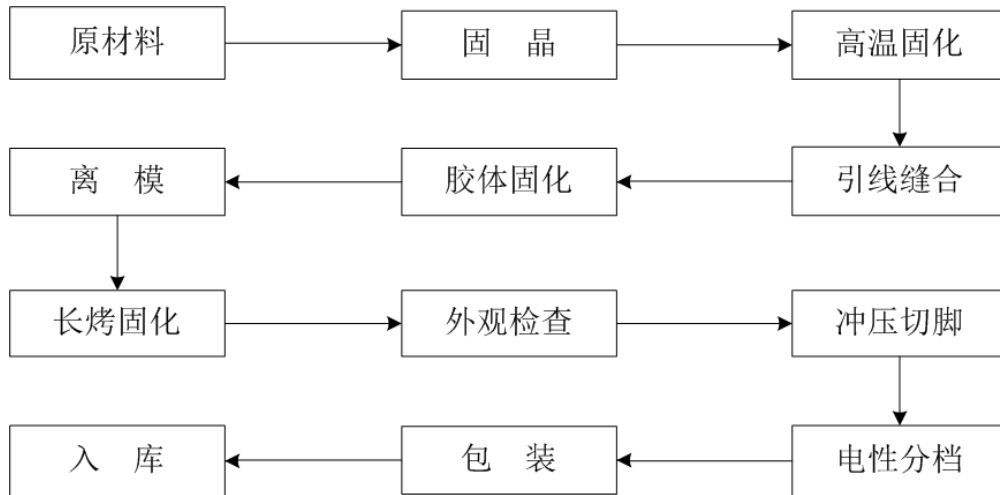 原材料
固 晶
高温固化
引线缝合
胶体固化
离 模
长烤固化
外观检查
冲压切脚
电性分档
包 装
入 库